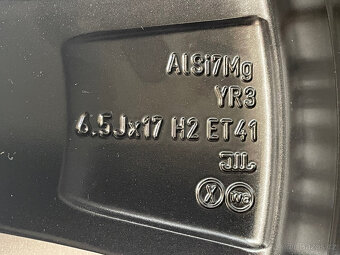 AlSi7Mg
YR3
6.5Jx17 H2 ET41
X